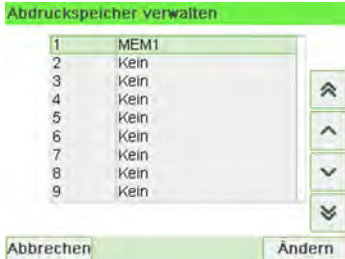 Abdruckspeicher verwalten
1 MEM1
2 Kein
3 Kein
4 Kein
5 Kein
6 Kein
7 Kein
8 Kein
9 Kein
Abbrechen Ändern